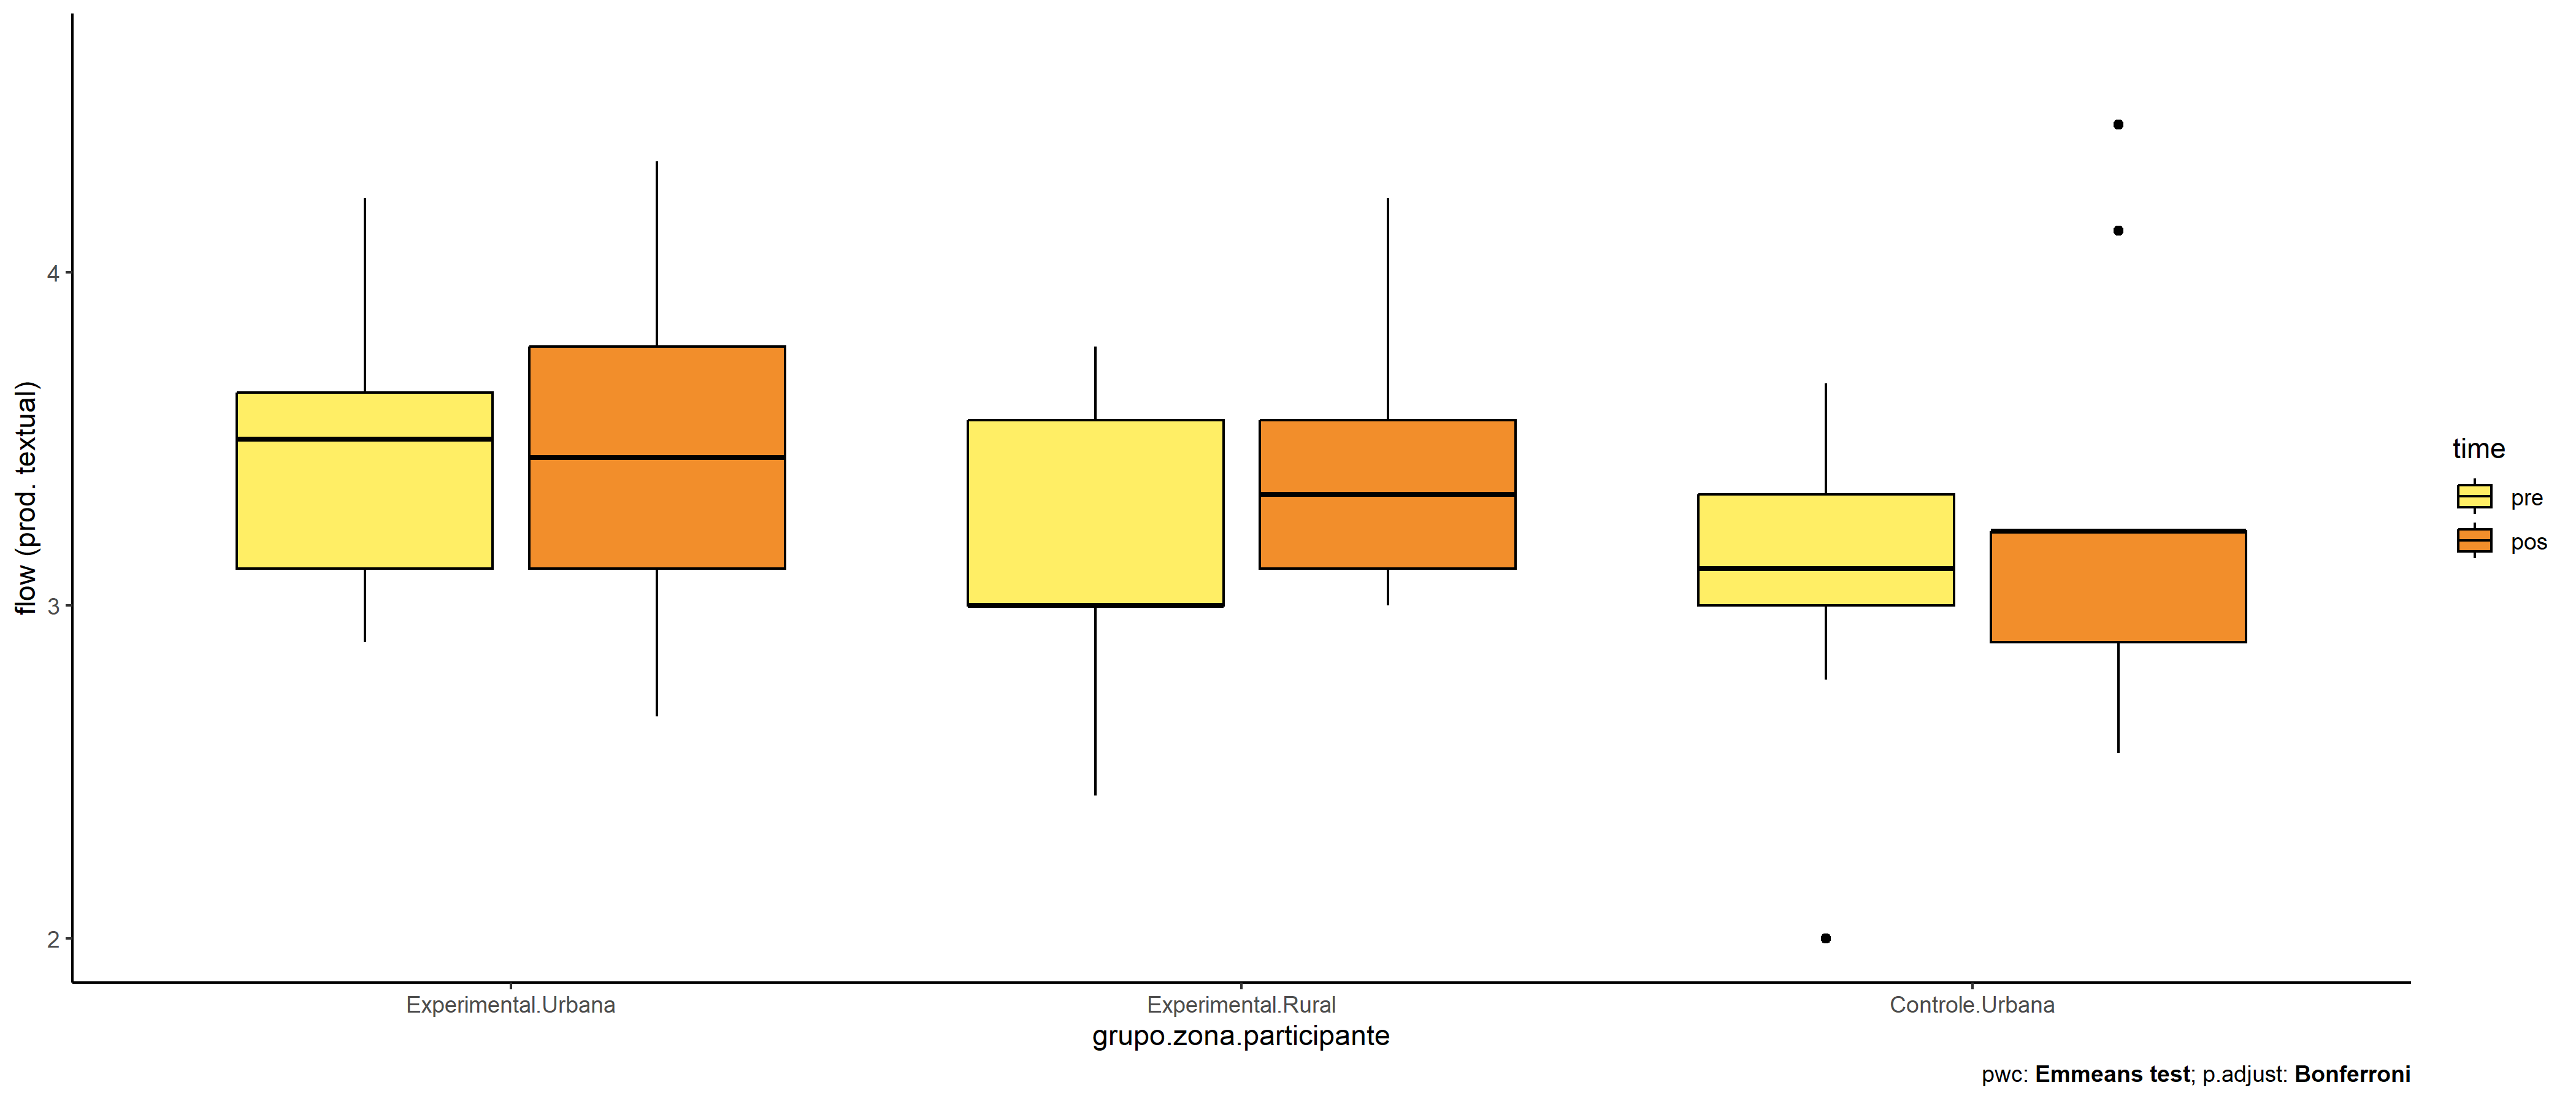 flow (prod. textual)
4
3
2
Experimental.Urbana
Experimental.Rural
Controle.Urbana
grupo.zona.participante
time
pre
pos
pwc: Emmeans test; p.adjust: Bonferroni